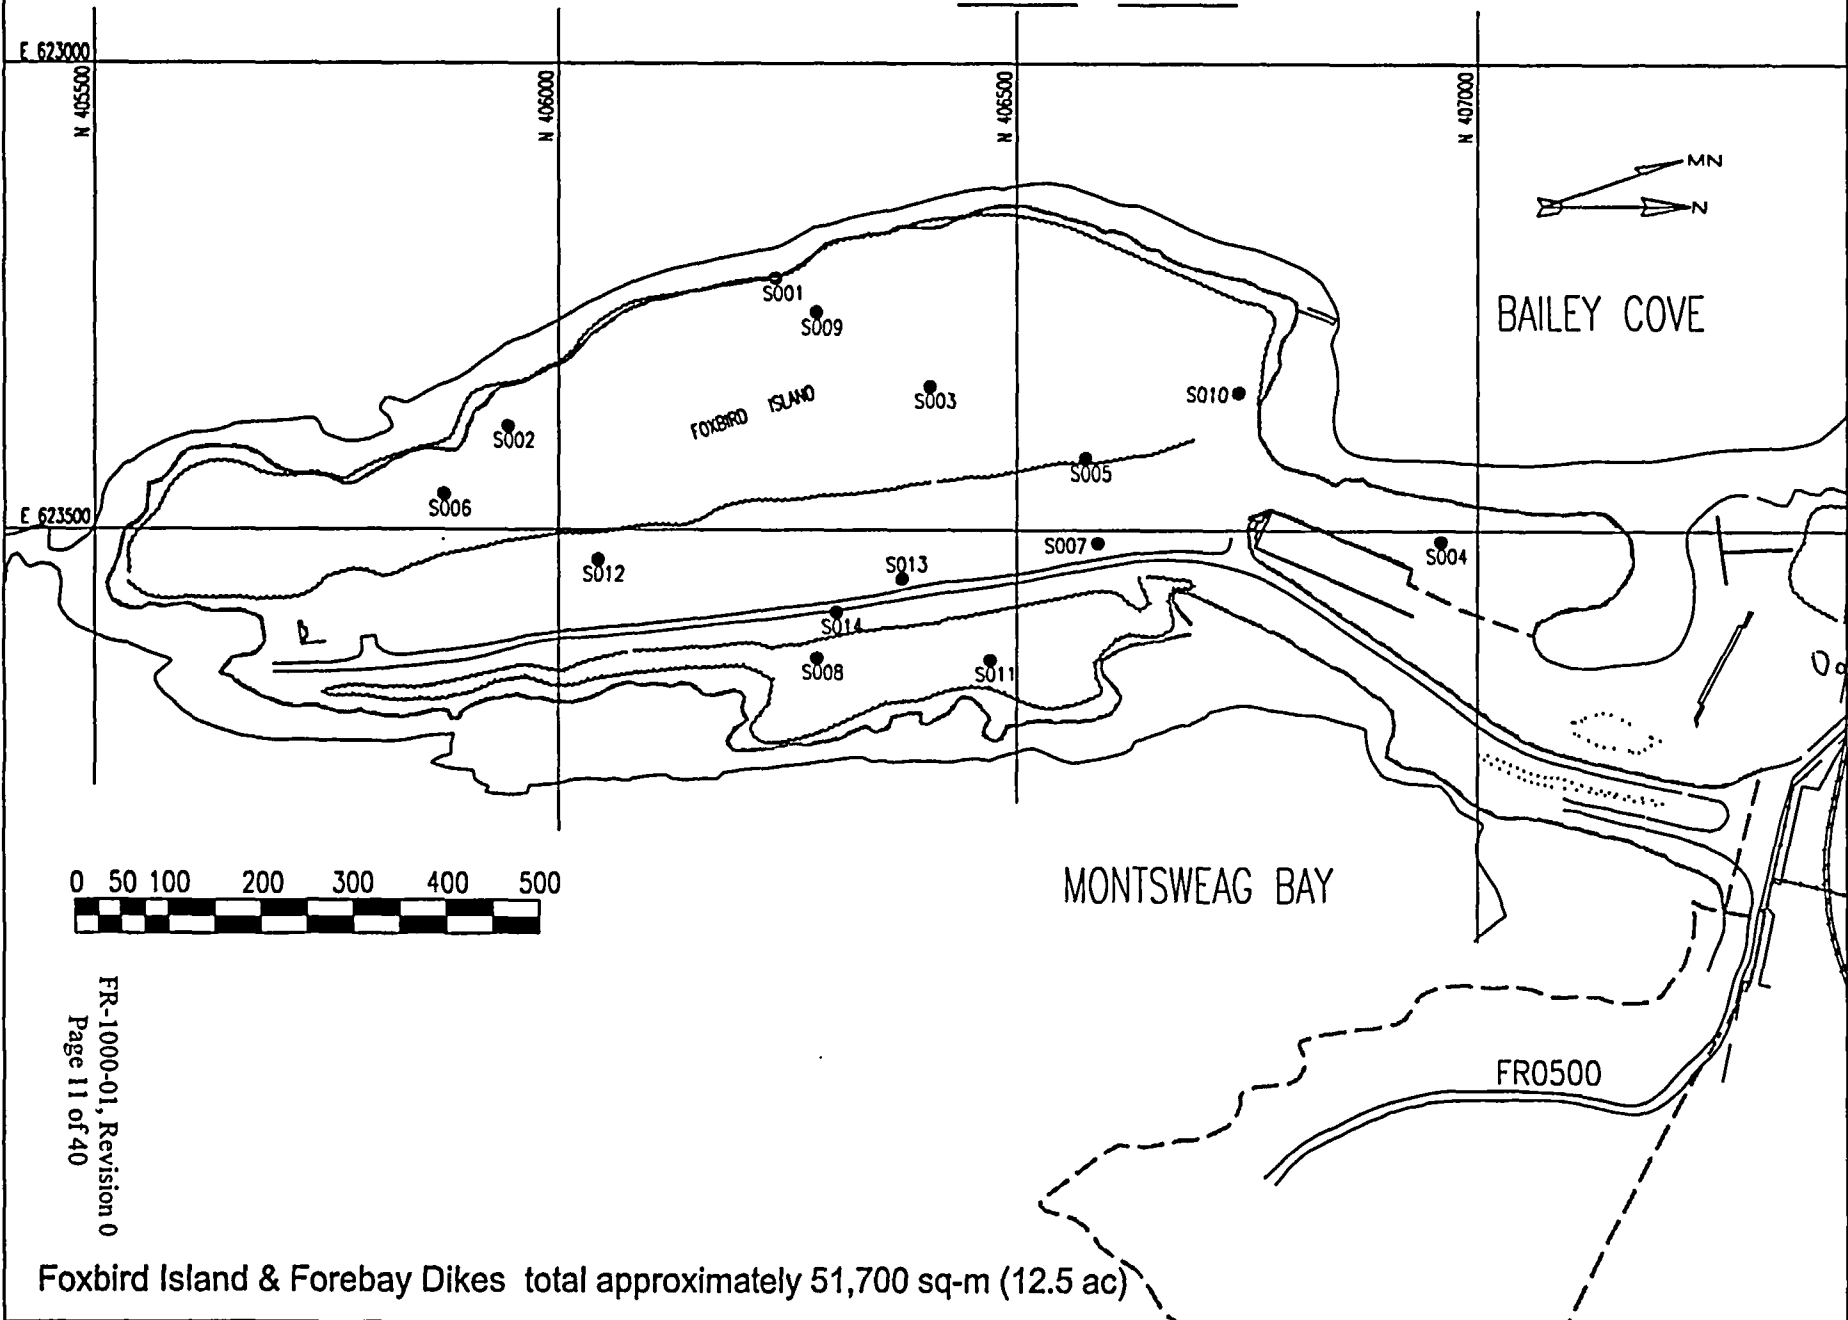 E 623000
N 405500
N 406000
N 406500
N 407000
MN
N
BAILEY COVE
S001
S009
S003
S010
FOXBIRD ISLAND
S002
S005
S006
E 623500
S007
S004
S012
S013
S014
S008
S011
0 50 100 200 300 400 500
MONTSWEAG BAY
FR-1000-01, Revision 0
Page 11 of 40
FR0500
Foxbird Island & Forebay Dikes total approximately 51,700 sq-m (12.5 ac)